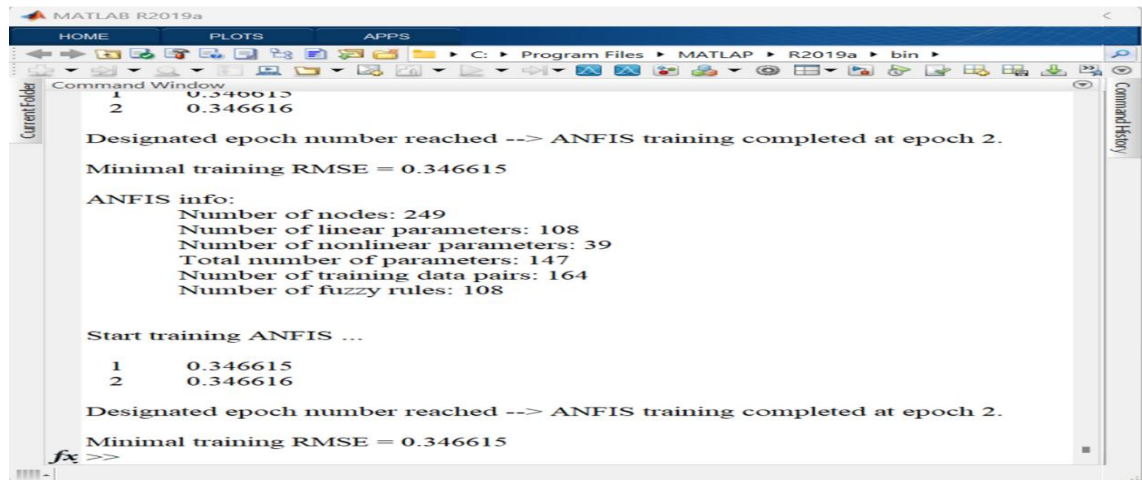 MATLAB R2019a
HOME PLOTS APPS
C: Program Files MATLAP R2019a bin
Current Folder
Command Window
Command History
1 0.346615
2 0.346616
Designated epoch number reached --> ANFIS training completed at epoch 2.
Minimal training RMSE = 0.346615
ANFIS info:
Number of nodes: 249
Number of linear parameters: 108
Number of nonlinear parameters: 39
Total number of parameters: 147
Number of training data pairs: 164
Number of fuzzy rules: 108
Start training ANFIS ...
1 0.346615
2 0.346616
Designated epoch number reached --> ANFIS training completed at epoch 2.
Minimal training RMSE = 0.346615
fx >>